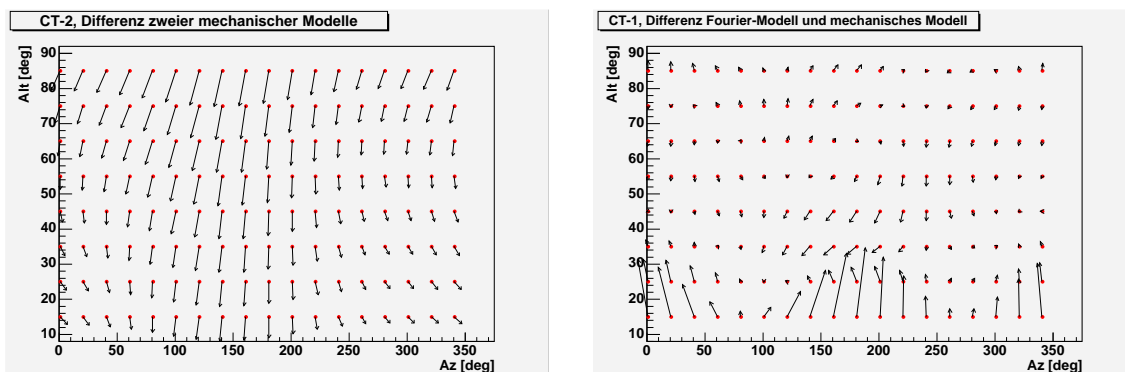 CT-2, Differenz zweier mechanischer Modelle
Alt [deg]
90
80
70
60
50
40
30
20
10
0 50 100 150 200 250 300 350
Az [deg]
CT-1, Differenz Fourier-Modell und mechanisches Modell
Alt [deg]
90
80
70
60
50
40
30
20
10
0 50 100 150 200 250 300 350
Az [deg]